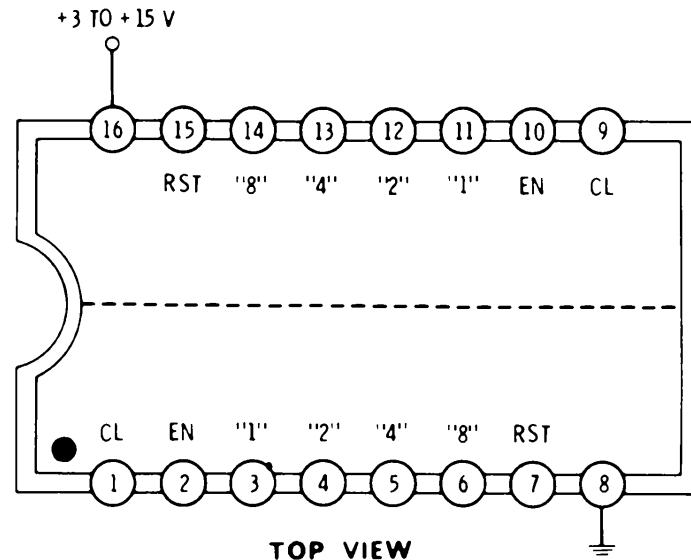 +3 TO +15 V
16 15 14 13 12 11 10 9
RST "8" "4" "2" "1" EN CL
CL EN "1" "2" "4" "8" RST
1 2 3 4 5 6 7 8
TOP VIEW